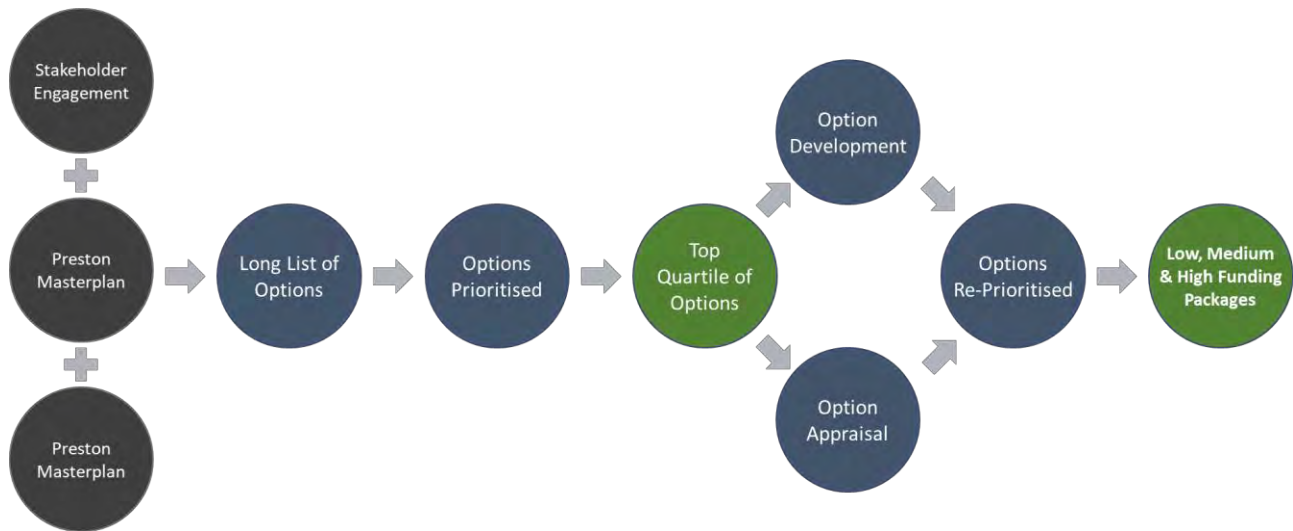 Stakeholder
Engagement
Preston
Masterplan
Preston
Masterplan
Long List of
Options
Options
Prioritised
Top
Quartile of
Options
Option
Development
Option
Appraisal
Options
Re-Prioritised
Low, Medium
& High Funding
Packages